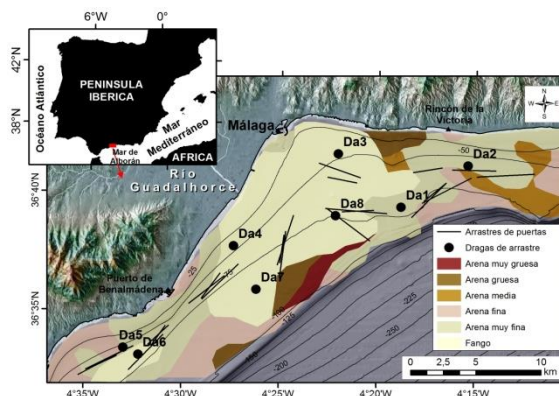 6°W
0°
42°N
38°N
Océano Atlántico
PENINSULA
IBERICA
Mar
Mediterráneo
Mar de
Alborán
AFRICA
Río
Guadalhorce
Málaga
Rincón de la
Victoria
N
Da3
-50
Da2
Da1
Da8
Da4
-25
-75
Da7
Puerto de
Benalmádena
Da5
Da6
-125
-200
-250
-225
36°40'N
36°35'N
Arrastres de puertas
Dragas de arrastre
Arena muy gruesa
Arena gruesa
Arena media
Arena fina
Arena muy fina
Fango
0
2,5
5
10
km
4°35'W
4°30'W
4°25'W
4°20'W
4°15'W